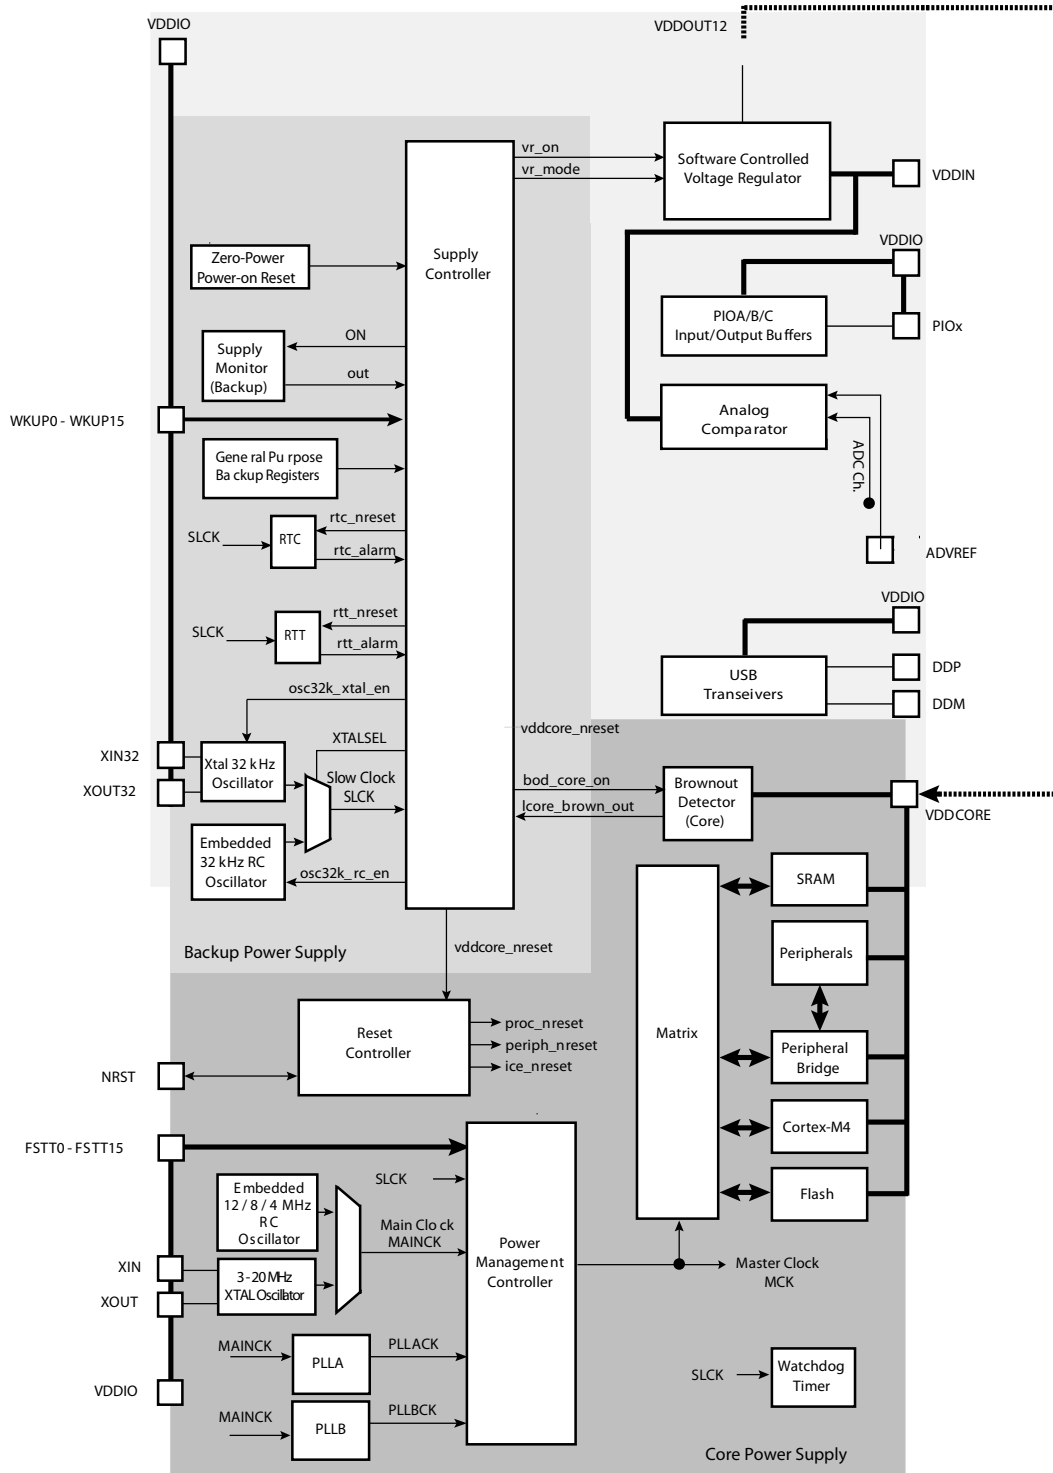 VDDIO
VDDOUT12
vr_on
vr_mode
Software Controlled
Voltage Regulator
VDDIN
Zero-Power
Power-on Reset
Supply
Controller
VDDIO
PIOA/B/C
Input/Output Buffers
PIOx
Supply
Monitor
(Backup)
ON
out
WKUP0 - WKUP15
Analog
Comparator
ADC Ch.
General Pu rpose
Ba ckup Registers
SLCK
RTC
rtc_nreset
rtc_alarm
ADVREF
SLCK
RTT
rtt_nreset
rtt_alarm
VDDIO
USB
Transeivers
DDP
DDM
osc32k_xtal_en
XTALSEL
vddcore_nreset
XIN32
XOUT32
Xtal 32 kHz
Oscillator
Slow Clock
SLCK
bod_core_on
lcore_brown_out
Brownout
Detector
(Core)
VDDCORE
Embedded
32 kHz RC
Oscillator
osc32k_rc_en
SRAM
Backup Power Supply
vddcore_nreset
Peripherals
Reset
Controller
proc_nreset
periph_nreset
ice_nreset
NRST
Matrix
Peripheral
Bridge
FSTT0 - FSTT15
Cortex-M4
SLCK
Flash
Embedded
12 / 8 / 4 MHz
RC
Oscillator
Main Clo ck
MAINCK
Power
Management
Controller
XIN
XOUT
3-20 MHz
XTAL Oscillator
Master Clock
MCK
MAINCK
PLLA
PLLACK
VDDIO
SLCK
Watchdog
Timer
MAINCK
PLLB
PLLBCK
Core Power Supply